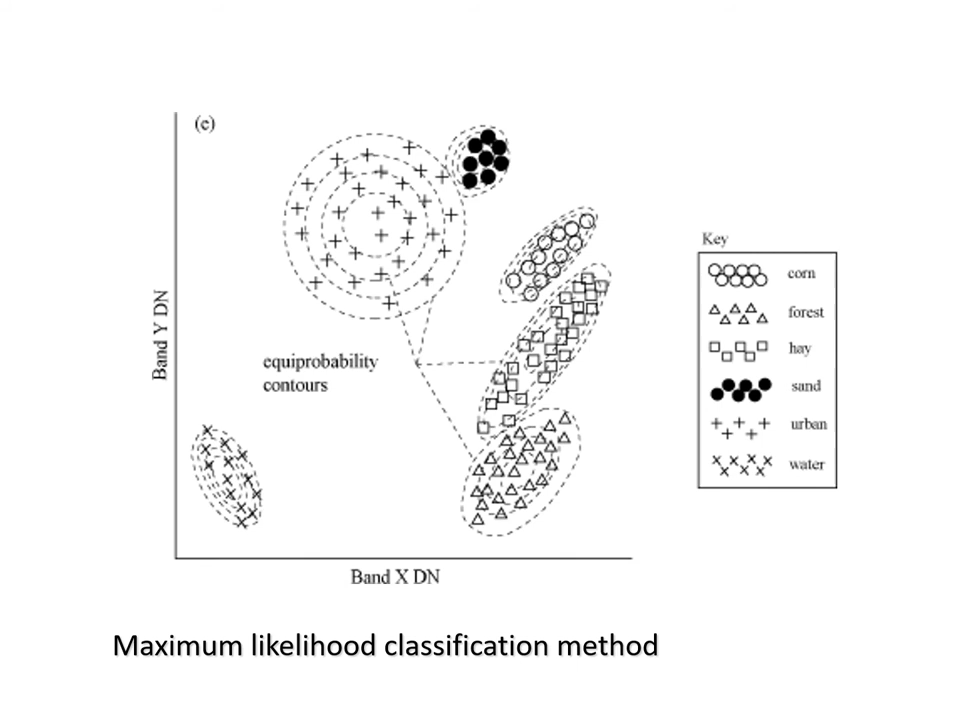 (e)
Band Y DN
equiprobability
contours
Band X DN
Key
corn
forest
hay
sand
urban
water
Maximum likelihood classification method